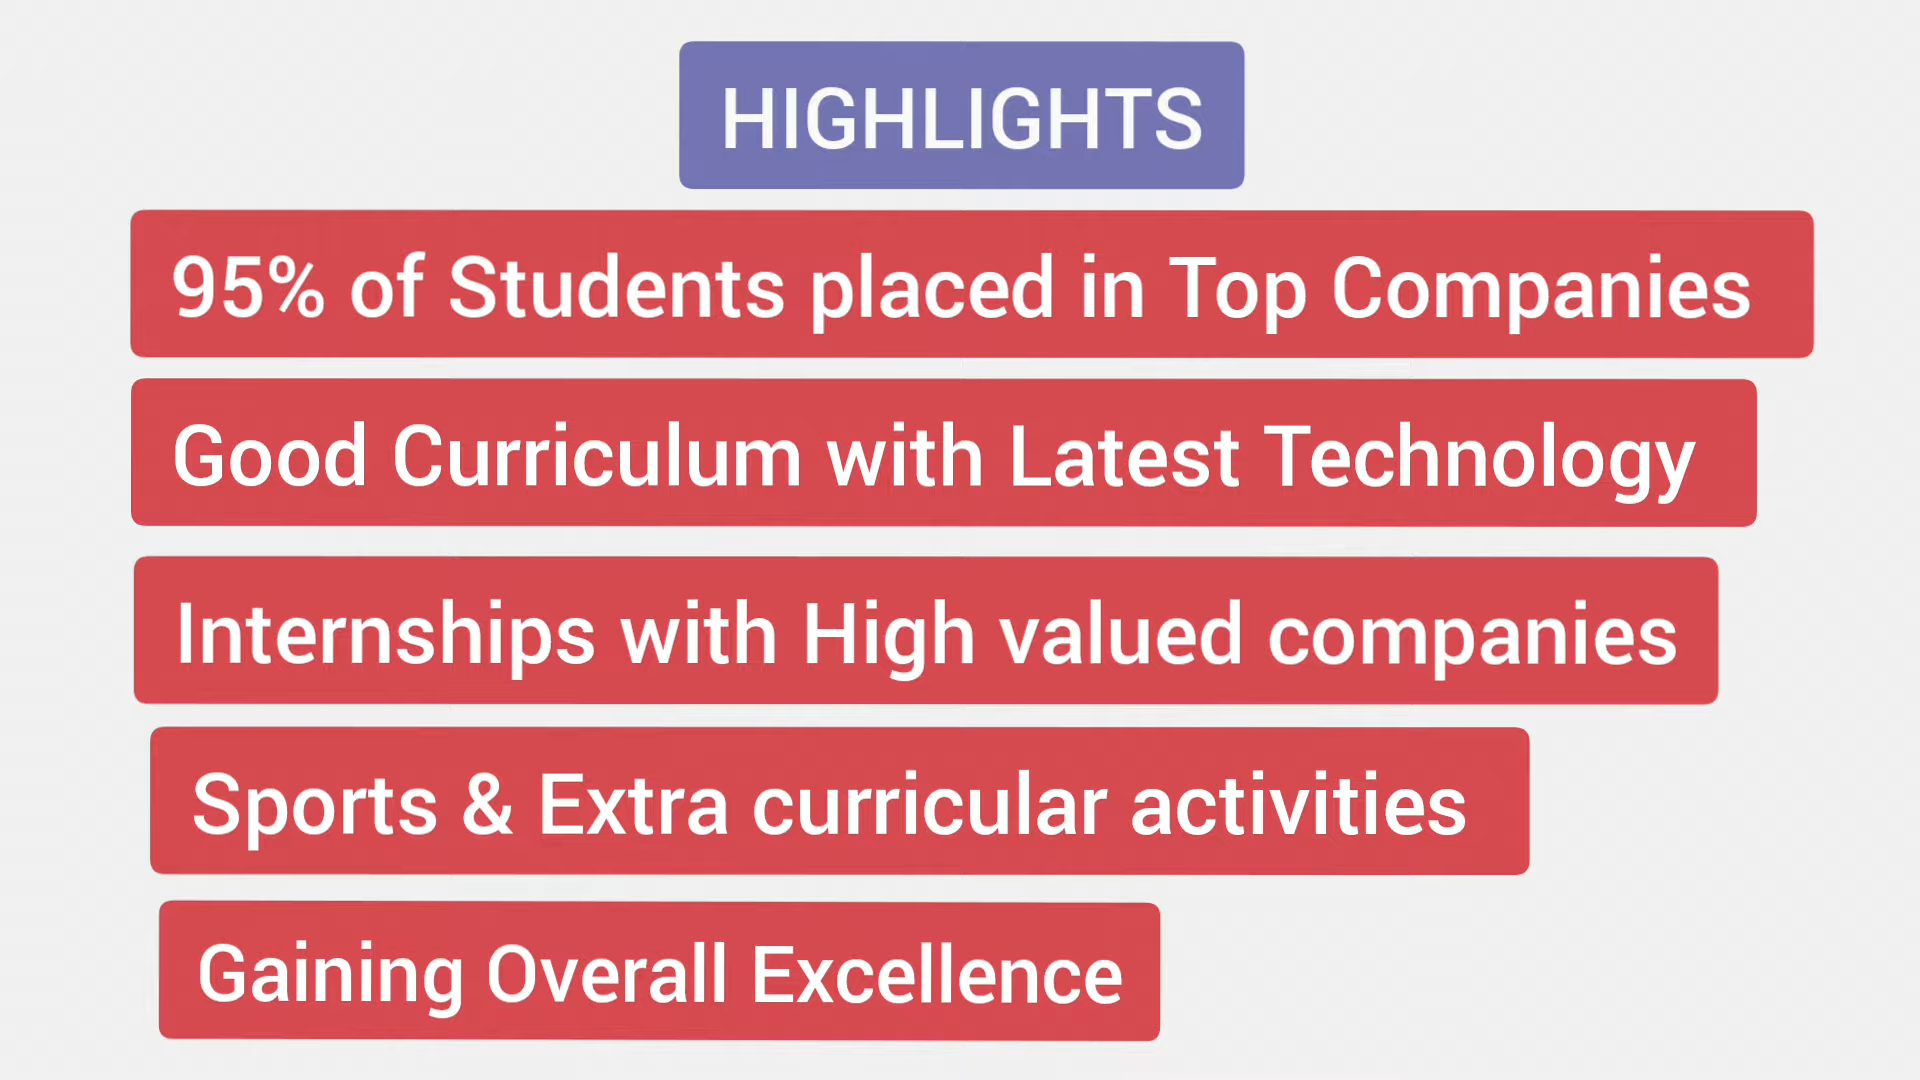 HIGHLIGHTS
95% of Students placed in Top Companies
Good Curriculum with Latest Technology
Internships with High valued companies
Sports & Extra curricular activities
Gaining Overall Excellence